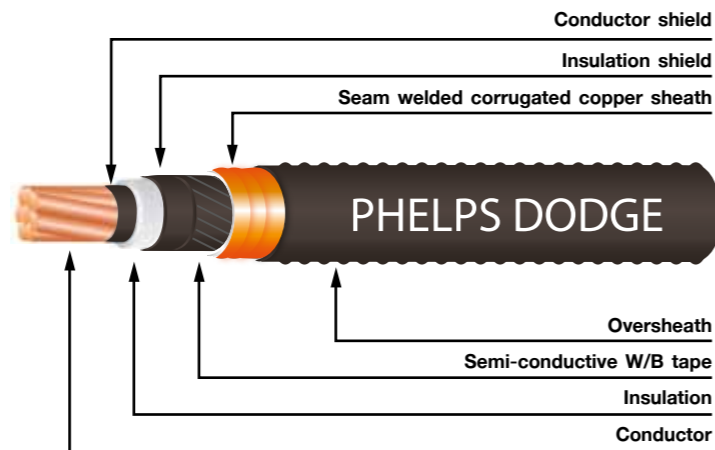 Conductor shield
Insulation shield
Seam welded corrugated copper sheath
PHELPS DODGE
Oversheath
Semi-conductive W/B tape
Insulation
Conductor